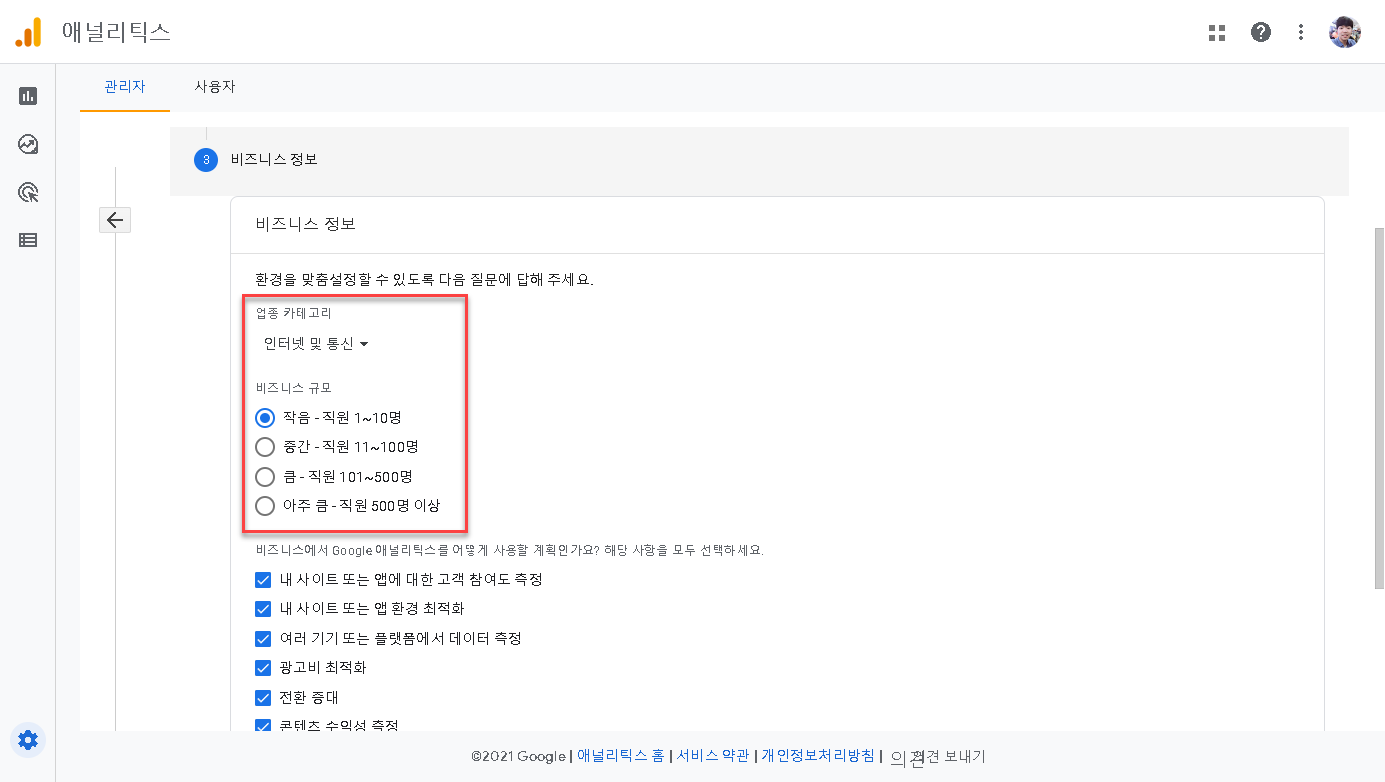 애널리틱스
관리자 사용자
3 비즈니스 정보
비즈니스 정보
환경을 맞춤설정할 수 있도록 다음 질문에 답해 주세요.
업종 카테고리
인터넷 및 통신
비즈니스 규모
작음 - 직원 1~10명
중간 - 직원 11~100명
큼 - 직원 101~500명
아주 큼 - 직원 500명 이상
비즈니스에서 Google 애널리틱스를 어떻게 사용할 계획인가요? 해당 사항을 모두 선택하세요.
내 사이트 또는 앱에 대한 고객 참여도 측정
내 사이트 또는 앱 환경 최적화
여러 기기 또는 플랫폼에서 데이터 측정
광고비 최적화
전환 증대
콘텐츠 수익성 측정
©2021 Google | 애널리틱스 홈 | 서비스 약관 | 개인정보처리방침 | 의견 보내기